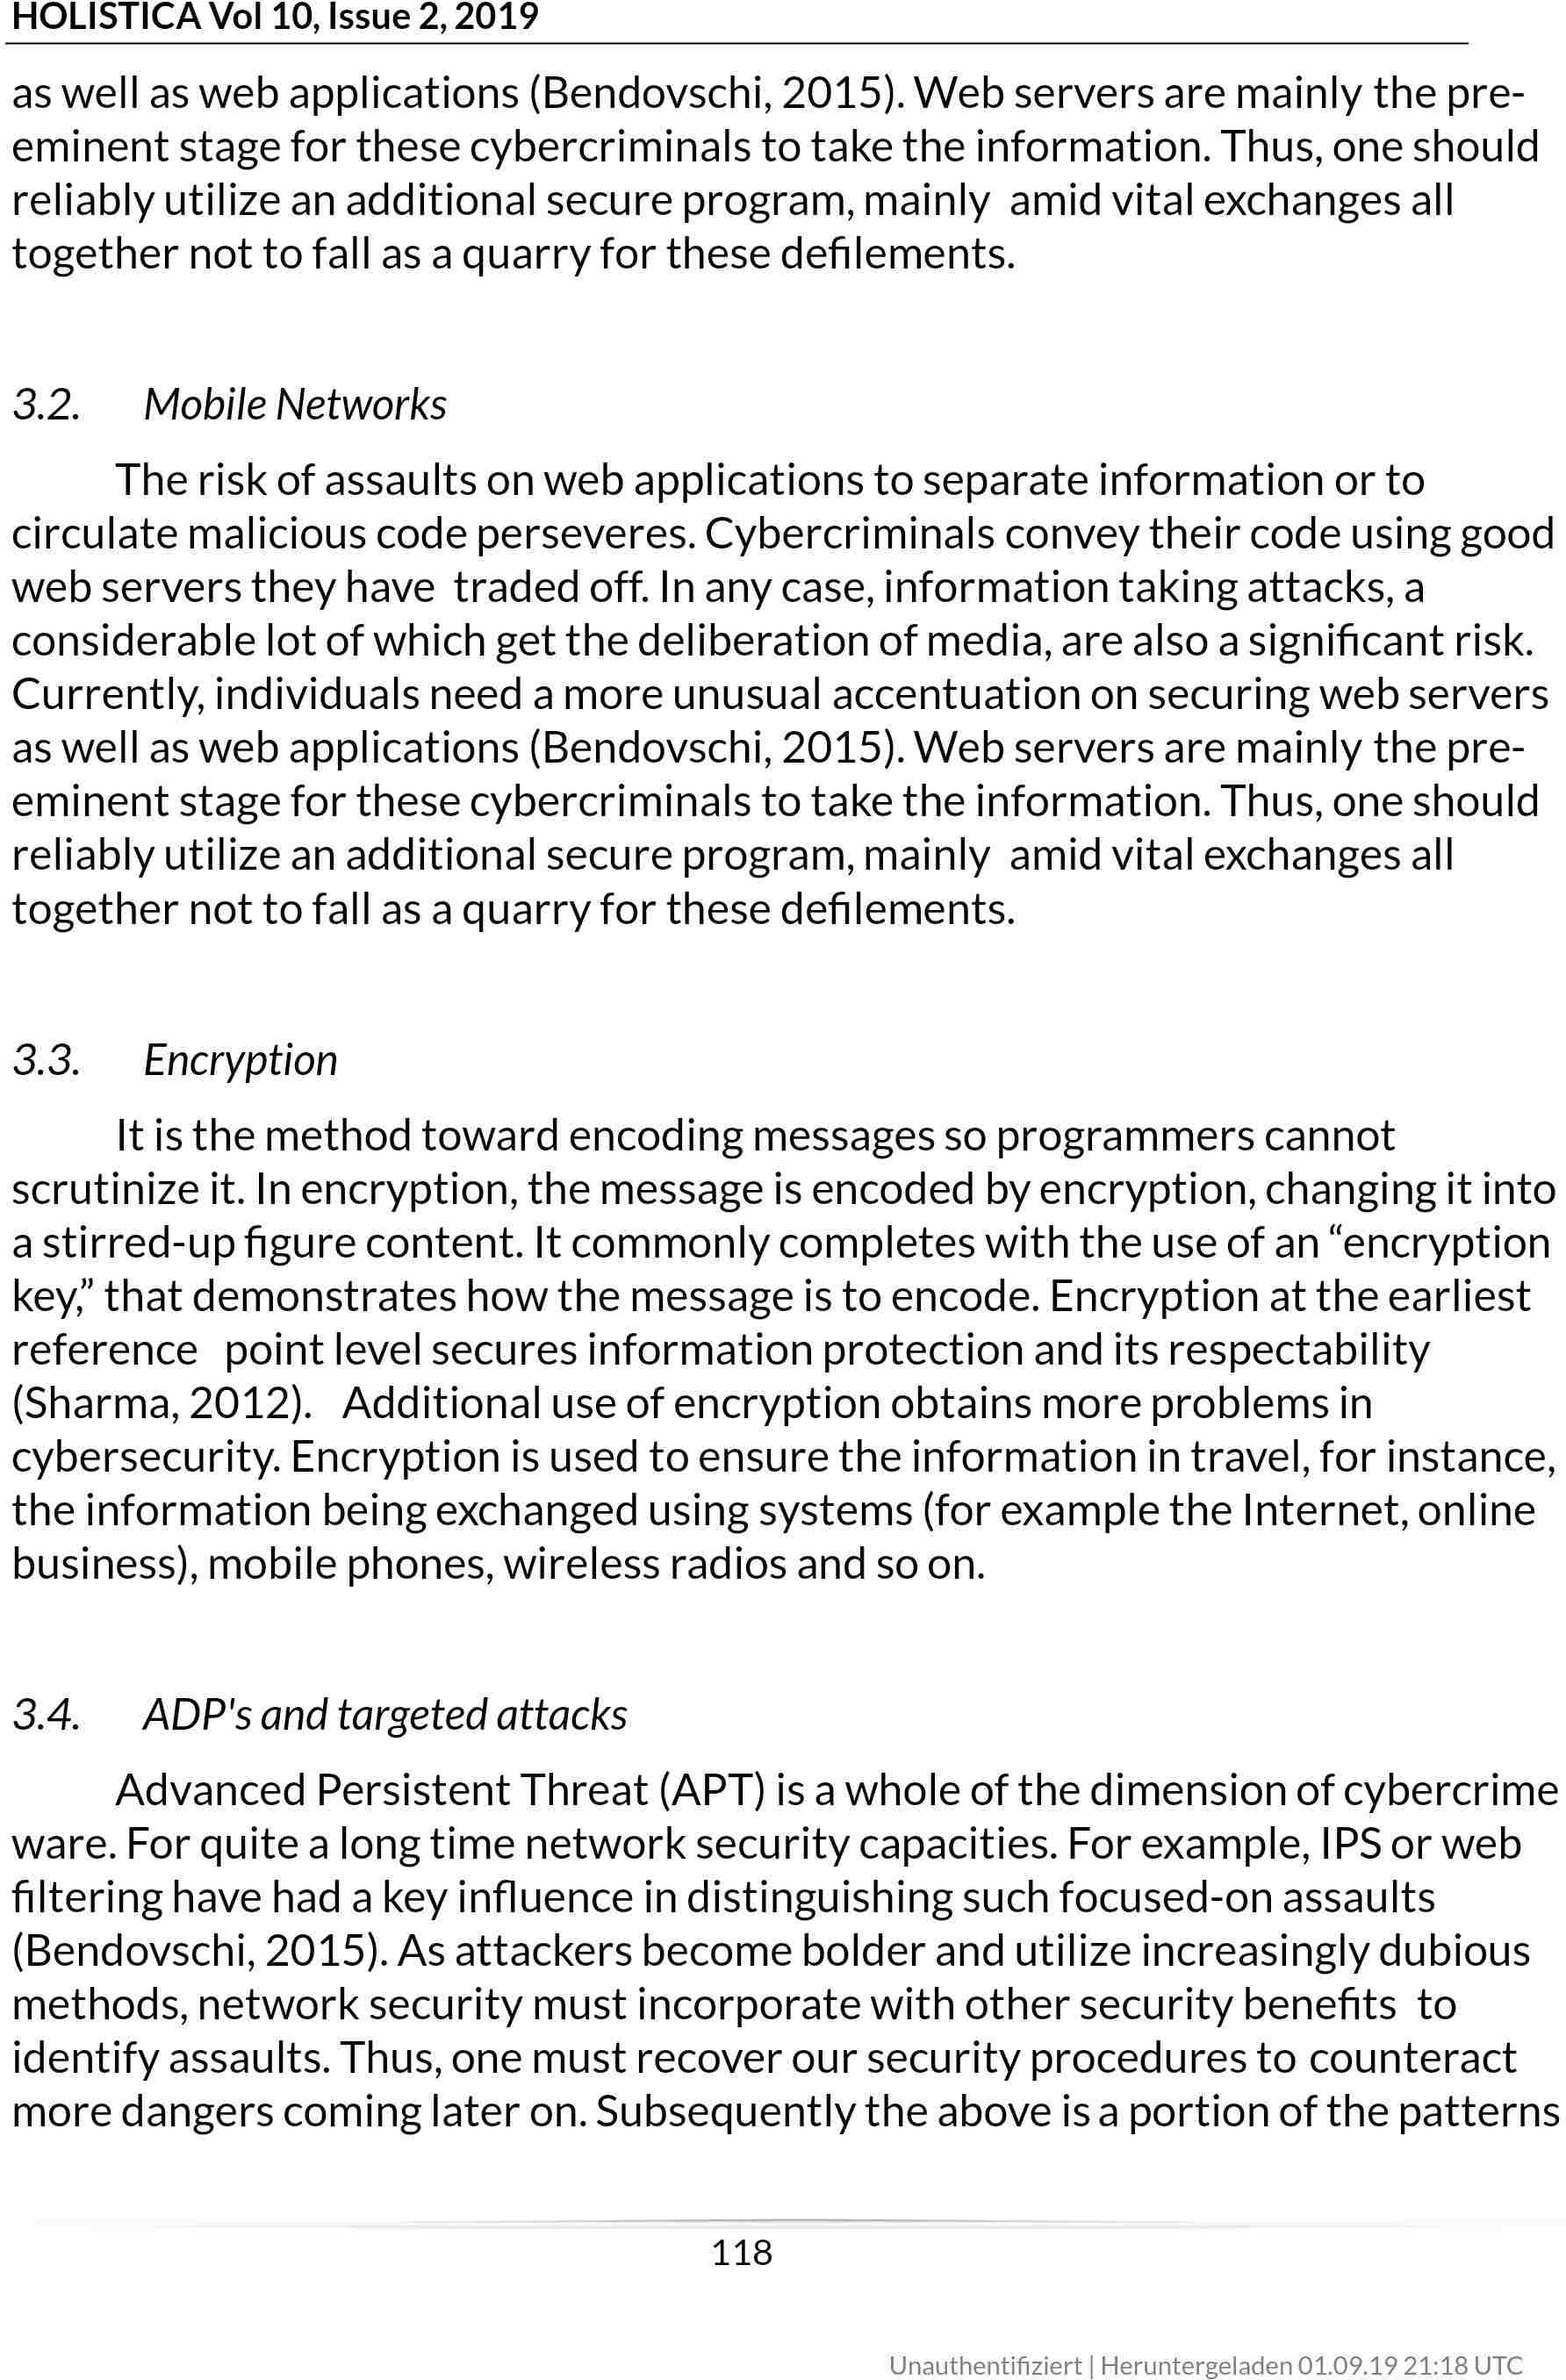 HOLISTICA Vol 10, Issue 2, 2019
as well as web applications (Bendovschi, 2015). Web servers are mainly the pre-
eminent stage for these cybercriminals to take the information. Thus, one should
reliably utilize an additional secure program, mainly amid vital exchanges all
together not to fall as a quarry for these defilements.
3.2. Mobile Networks
The risk of assaults on web applications to separate information or to
circulate malicious code perseveres. Cybercriminals convey their code using good
web servers they have traded off. In any case, information taking attacks, a
considerable lot of which get the deliberation of media, are also a significant risk.
Currently, individuals need a more unusual accentuation on securing web servers
as well as web applications (Bendovschi, 2015). Web servers are mainly the pre-
eminent stage for these cybercriminals to take the information. Thus, one should
reliably utilize an additional secure program, mainly amid vital exchanges all
together not to fall as a quarry for these defilements.
3.3. Encryption
It is the method toward encoding messages so programmers cannot
scrutinize it. In encryption, the message is encoded by encryption, changing it into
a stirred-up figure content. It commonly completes with the use of an “encryption
key,” that demonstrates how the message is to encode. Encryption at the earliest
reference point level secures information protection and its respectability
(Sharma, 2012). Additional use of encryption obtains more problems in
cybersecurity. Encryption is used to ensure the information in travel, for instance,
the information being exchanged using systems (for example the Internet, online
business), mobile phones, wireless radios and so on.
3.4. ADP's and targeted attacks
Advanced Persistent Threat (APT) is a whole of the dimension of cybercrime
ware. For quite a long time network security capacities. For example, IPS or web
filtering have had a key influence in distinguishing such focused-on assaults
(Bendovschi, 2015). As attackers become bolder and utilize increasingly dubious
methods, network security must incorporate with other security benefits to
identify assaults. Thus, one must recover our security procedures to counteract
more dangers coming later on. Subsequently the above is a portion of the patterns
118
Unauthentifiziert | Heruntergeladen 01.09.19 21:18 UTC